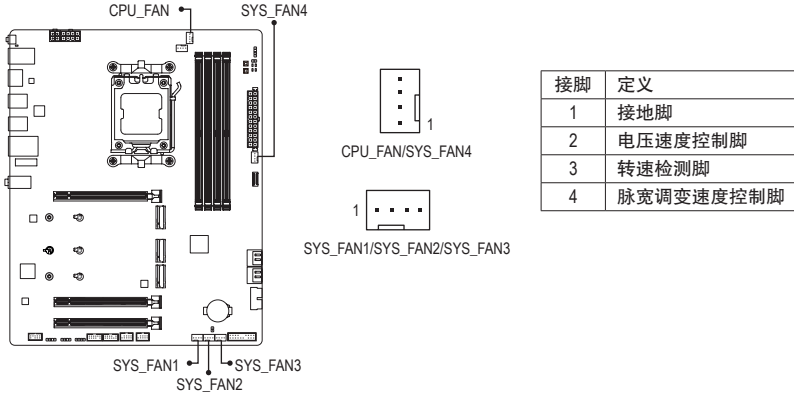 CPU_FAN
SYS_FAN4
1
CPU_FAN/SYS_FAN4
1
SYS_FAN1/SYS_FAN2/SYS_FAN3
SYS_FAN1
SYS_FAN3
SYS_FAN2
接脚 定义
1 接地脚
2 电压速度控制脚
3 转速检测脚
4 脉宽调变速度控制脚